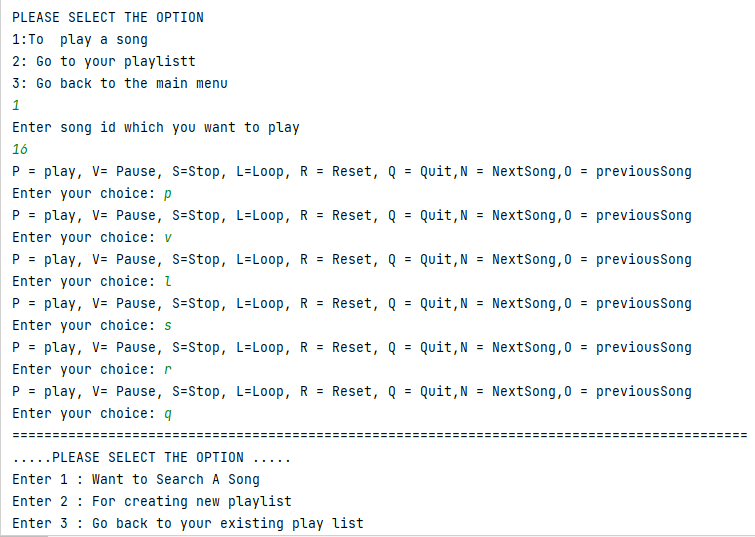 PLEASE SELECT THE OPTION
1:To  play a song
2: Go to your playlistt
3: Go back to the main menu
1
Enter song id which you want to play
16
P = play, V= Pause, S=Stop, L=Loop, R = Reset, Q = Quit,N = NextSong,O = previousSong
Enter your choice: p
P = play, V= Pause, S=Stop, L=Loop, R = Reset, Q = Quit,N = NextSong,O = previousSong
Enter your choice: v
P = play, V= Pause, S=Stop, L=Loop, R = Reset, Q = Quit,N = NextSong,O = previousSong
Enter your choice: l
P = play, V= Pause, S=Stop, L=Loop, R = Reset, Q = Quit,N = NextSong,O = previousSong
Enter your choice: s
P = play, V= Pause, S=Stop, L=Loop, R = Reset, Q = Quit,N = NextSong,O = previousSong
Enter your choice: r
P = play, V= Pause, S=Stop, L=Loop, R = Reset, Q = Quit,N = NextSong,O = previousSong
Enter your choice: q
============================================================================================
.....PLEASE SELECT THE OPTION .....
Enter 1 : Want to Search A Song
Enter 2 : For creating new playlist
Enter 3 : Go back to your existing play list